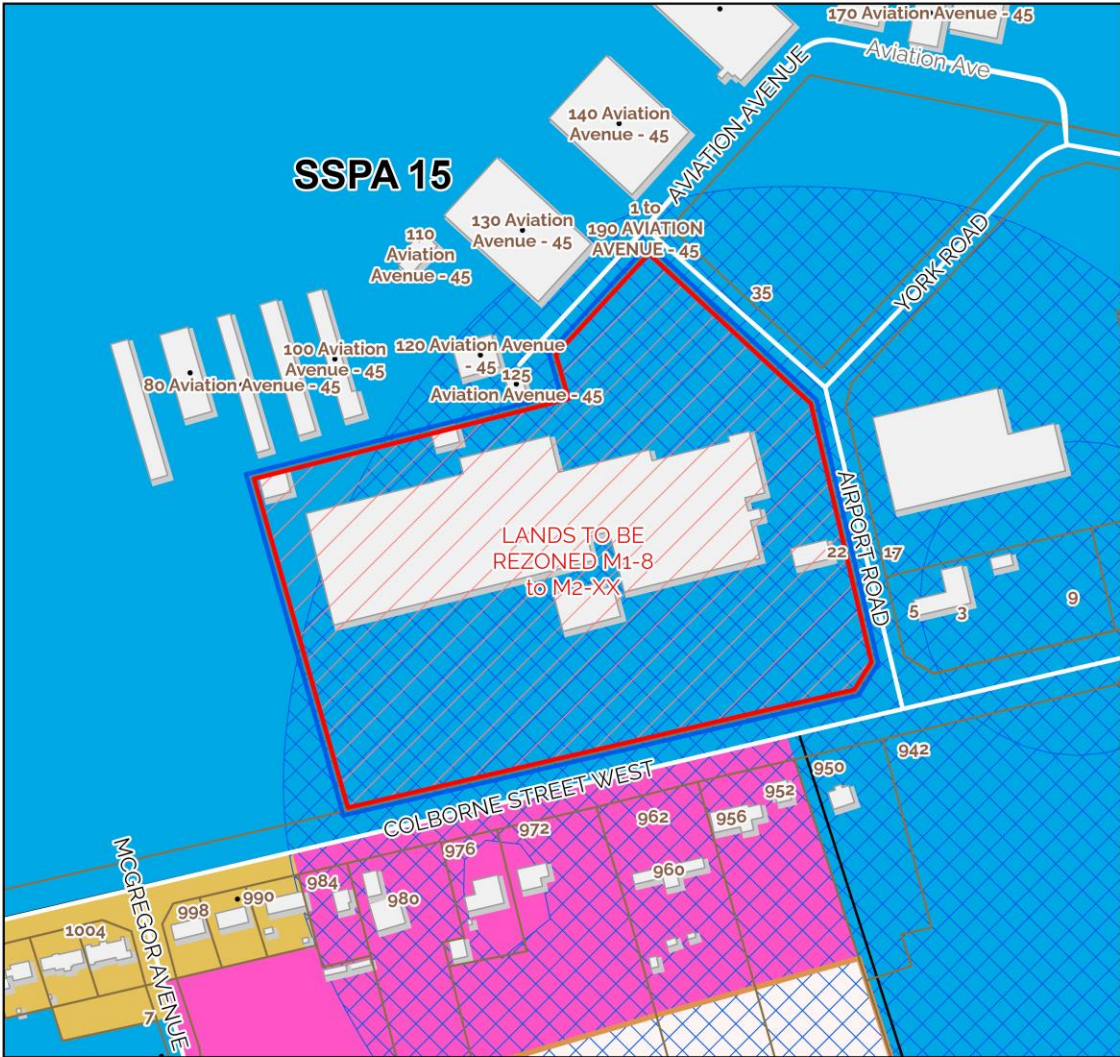 170 Aviation Avenue - 45
Aviation Ave
140 Aviation
Avenue - 45
AVIATION AVENUE
SSPA 15
130 Aviation
Avenue - 45
1 to
190 AVIATION
AVENUE - 45
110
Aviation
Avenue - 45
YORK ROAD
35
100 Aviation
Avenue - 45
120 Aviation Avenue
- 45
80 Aviation Avenue - 45
125
Aviation Avenue - 45
LANDS TO BE
REZONED M1-8
to M2-XX
22
17
AIRPORT ROAD
5
3
9
COLBORNE STREET WEST
942
950
952
956
962
960
972
976
980
984
990
998
1004
MCGREGOR AVENUE
7